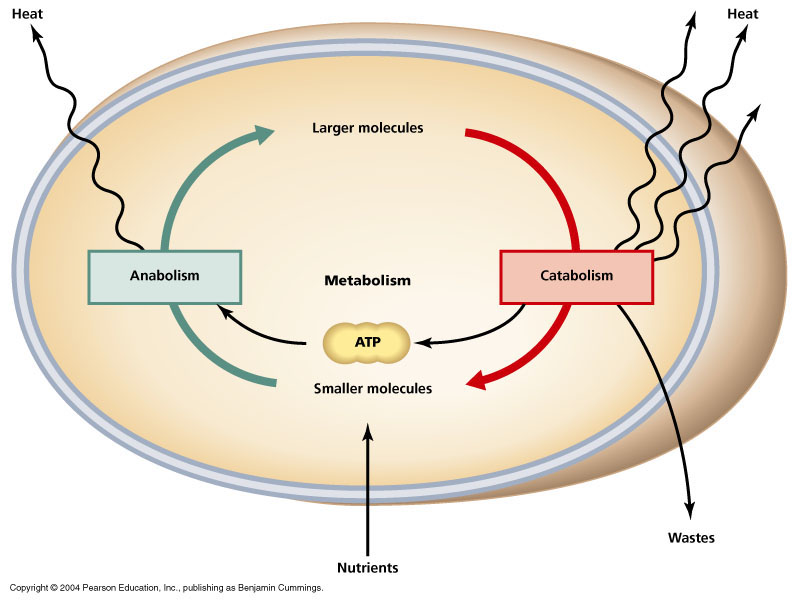 Heat
Heat
Larger molecules
Anabolism
Metabolism
Catabolism
ATP
Smaller molecules
Wastes
Nutrients
Copyright © 2004 Pearson Education, Inc., publishing as Benjamin Cummings.